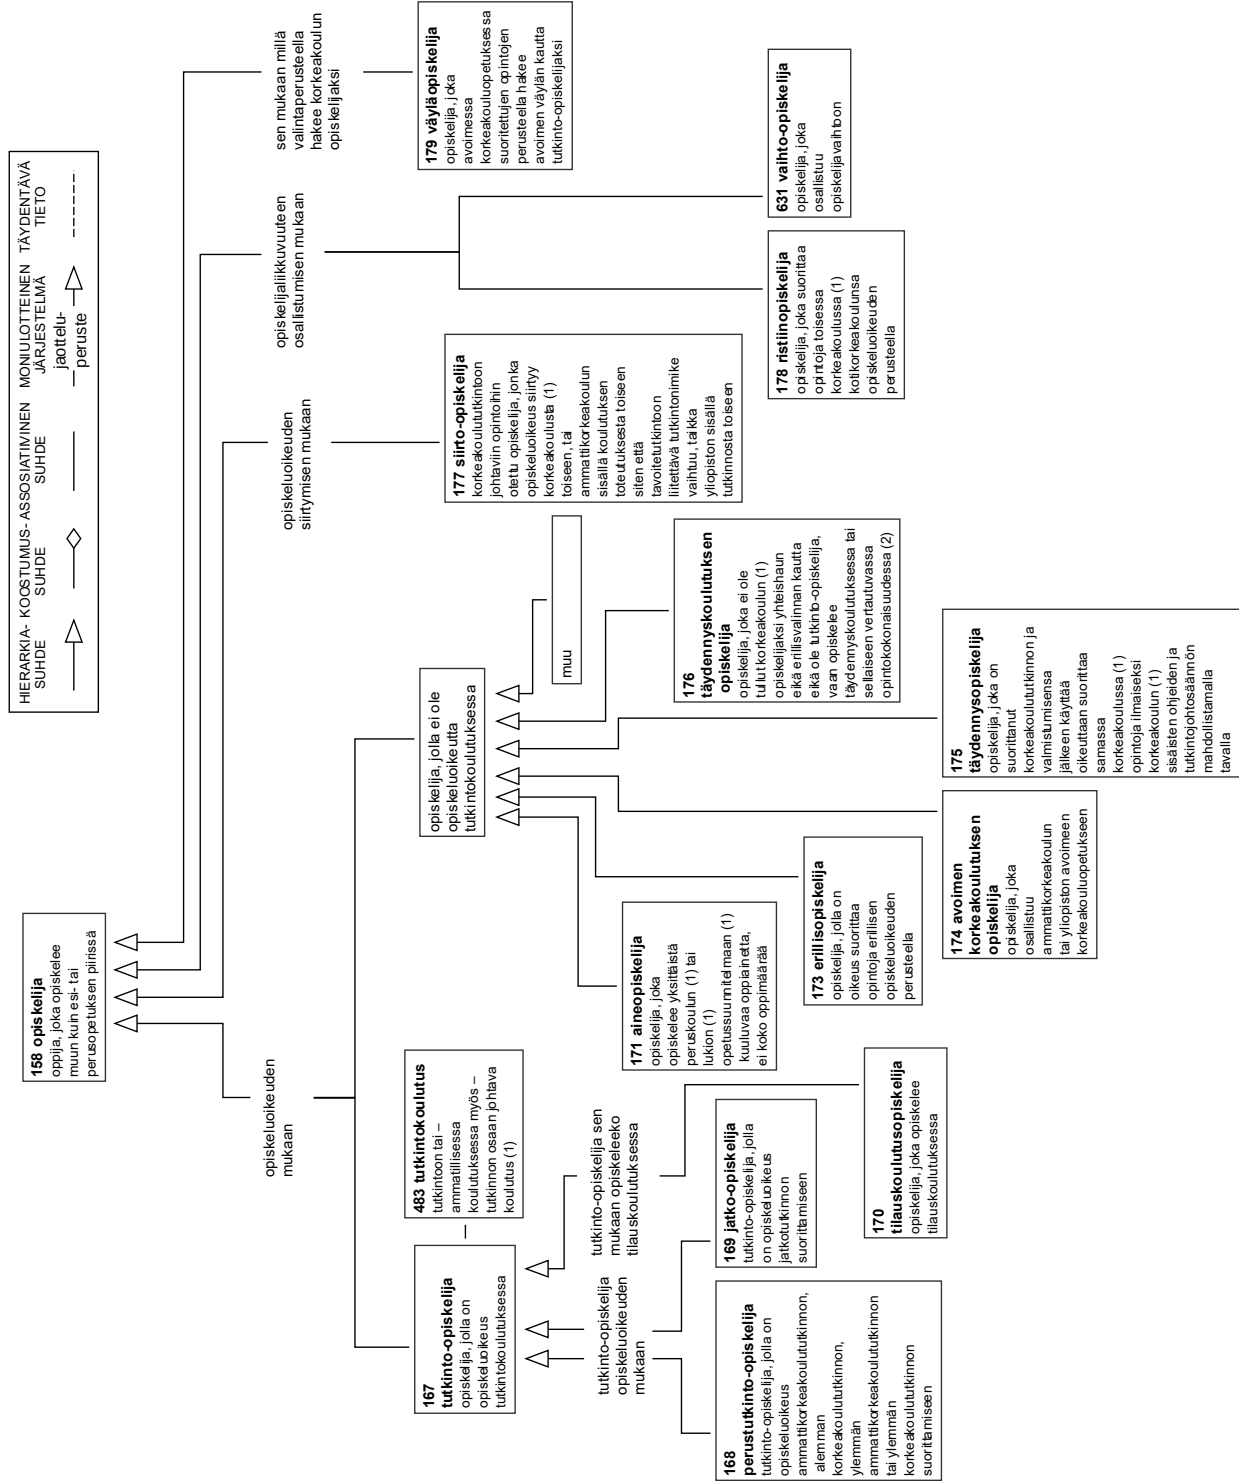 HIERARKIA-
SUHDE
KOOSTUMUS-
SUHDE
ASSOSIATIIVINEN
SUHDE
MONIULOTTEINEN
JÄRJESTELMÄ
jaottelu-
peruste
TÄYDENTÄVÄ
TIETO
158 opiskelija
oppija, joka opiskelee
muun kuin esi- tai
perusopetuksen piirissä
opiskeluoikeuden
mukaan
opiskeluoikeuden
siirtymisen mukaan
opiskelijaliikkuvuuteen
osallistumisen mukaan
sen mukaan millä
valintaperusteella
hakee korkeakoulun
opiskelijaksi
167
tutkinto-opiskelija
opiskelija, jolla on
opiskeluoikeus
tutkintokoulutuksessa
483 tutkintokoulutus
tutkintoon tai –
ammatillisessa
koulutuksessa myös –
tutkinnon osaan johtava
koulutus (1)
opiskelija, jolla ei ole
opiskeluoikeutta
tutkintokoulutuksessa
177 siirto-opiskelija
korkeakoulututkintoon
johtaviin opintoihin
otettu opiskelija, jonka
opiskeluoikeus siirtyy
korkeakoulusta (1)
toiseen, tai
ammattikorkeakoulun
sisällä koulutuksen
toteutuksesta toiseen
siten että
tavoitetutkintoon
liitettävä tutkintonimike
vaihtuu, taikka
yliopiston sisällä
tutkinnosta toiseen
179 väyläopiskelija
opiskelija, joka
avoimessa
korkeakouluopetuksessa
suoritettujen opintojen
perusteella hakee
avoimen väylän kautta
tutkinto-opiskelijaksi
tutkinto-opiskelija
opiskeluoikeuden
mukaan
tutkinto-opiskelija sen
mukaan opiskeleeko
tilauskoulutuksessa
muu
171 aineopiskelija
opiskelija, joka
opiskelee yksittäistä
peruskoulun (1) tai
lukion (1)
opetussuunnitelmaan (1)
kuuluvaa oppiainetta,
ei koko oppimäärää
176
täydennyskoulutuksen
opiskelija
opiskelija, joka ei ole
tullut korkeakoulun (1)
opiskelijaksi yhteishaun
eikä erillisvalinnan kautta
eikä ole tutkinto-opiskelija,
vaan opiskelee
täydennyskoulutuksessa tai
sellaiseen vertautuvassa
opintokokonaisuudessa (2)
178 ristiinopiskelija
opiskelija, joka suorittaa
opintoja toisessa
korkeakoulussa (1)
kotikorkeakoulunsa
opiskeluoikeuden
perusteella
631 vaihto-opiskelija
opiskelija, joka
osallistuu
opiskelijavaihtoon
168
perustutkinto-opiskelija
tutkinto-opiskelija, jolla on
opiskeluoikeus
ammattikorkeakoulututkinnon,
alemman
korkeakoulututkinnon,
ylemmän
ammattikorkeakoulututkinnon
tai ylemmän
korkeakoulututkinnon
suorittamiseen
169 jatko-opiskelija
tutkinto-opiskelija, jolla
on opiskeluoikeus
jatkotutkinnon
suorittamiseen
170
tilauskoulutusopiskelija
opiskelija, joka opiskelee
tilauskoulutuksessa
173 erillisopiskelija
opiskelija, jolla on
oikeus suorittaa
opintoja erillisen
opiskeluoikeuden
perusteella
174 avoimen
korkeakoulutuksen
opiskelija
opiskelija, joka
osallistuu
ammattikorkeakoulun
tai yliopiston avoimeen
korkeakouluopetukseen
175
täydennysopiskelija
opiskelija, joka on
suorittanut
korkeakoulututkinnon ja
valmistumisensa
jälkeen käyttää
oikeuttaan suorittaa
samassa
korkeakoulussa (1)
opintoja ilmaiseksi
korkeakoulun (1)
sisäisten ohjeiden ja
tutkintojohtosäännön
mahdollistamalla
tavalla